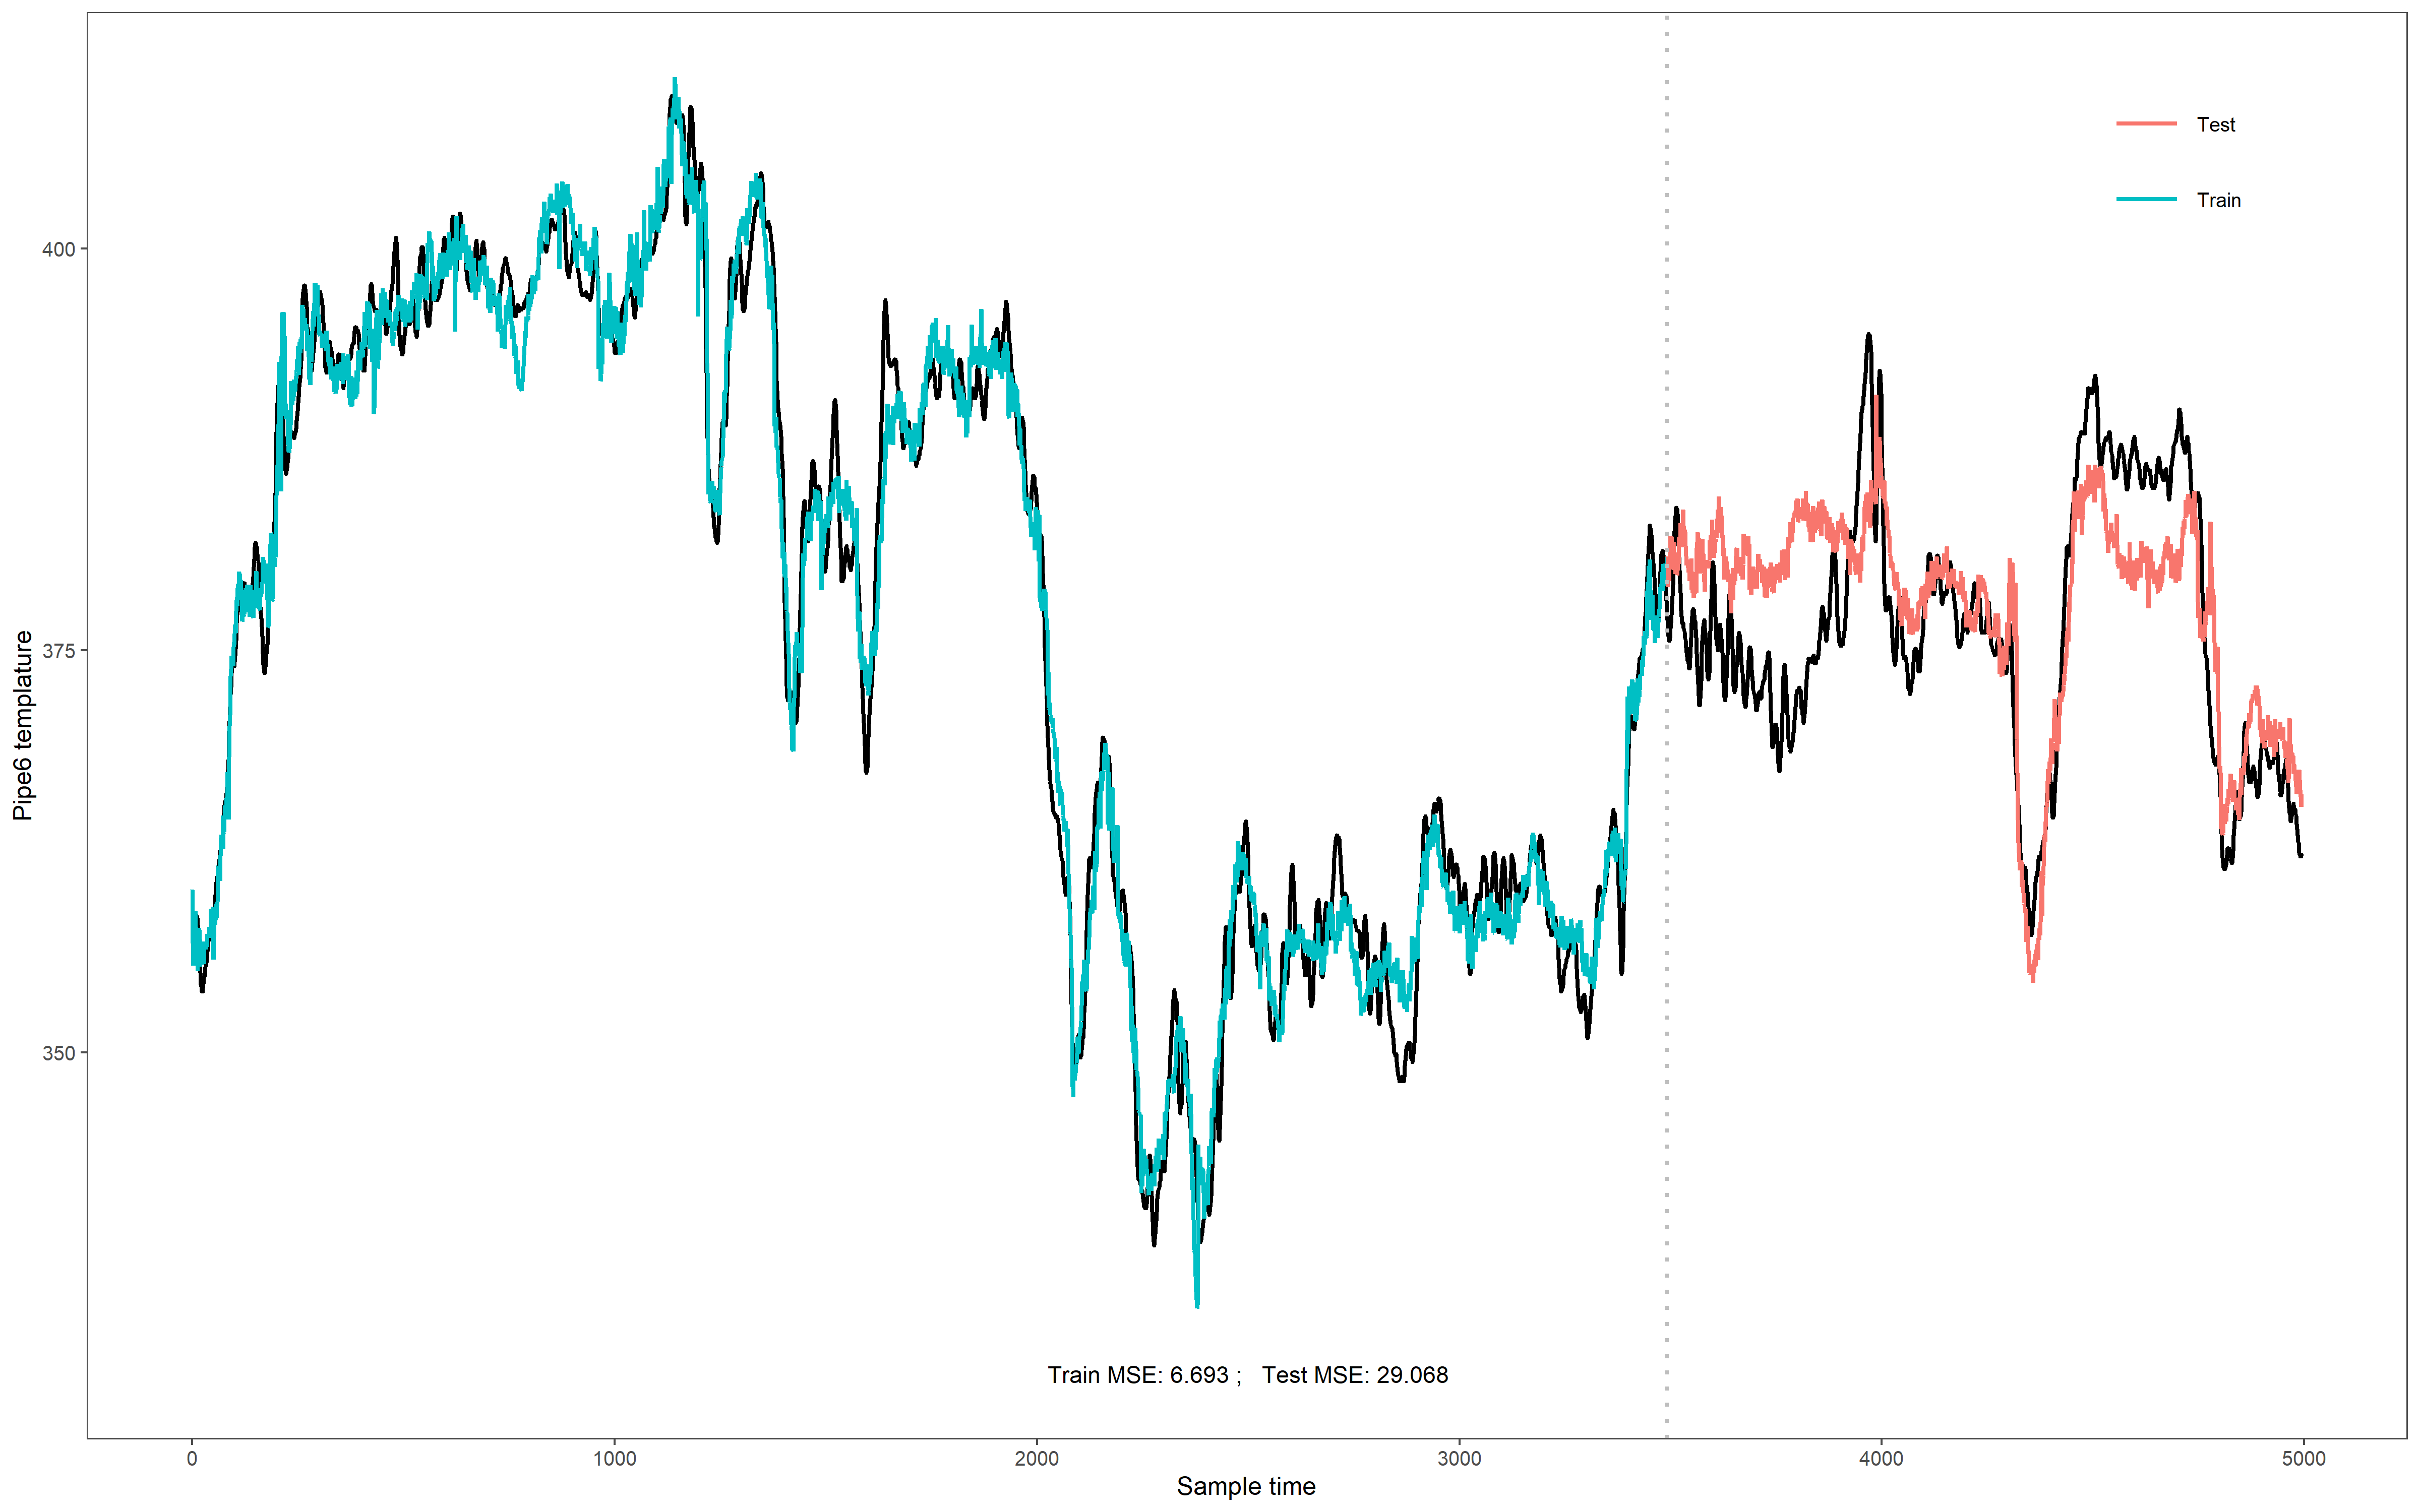 Test
Train
400
375
350
Pipe6 templature
Train MSE: 6.693 ;   Test MSE: 29.068
0 1000 2000 3000 4000 5000
Sample time